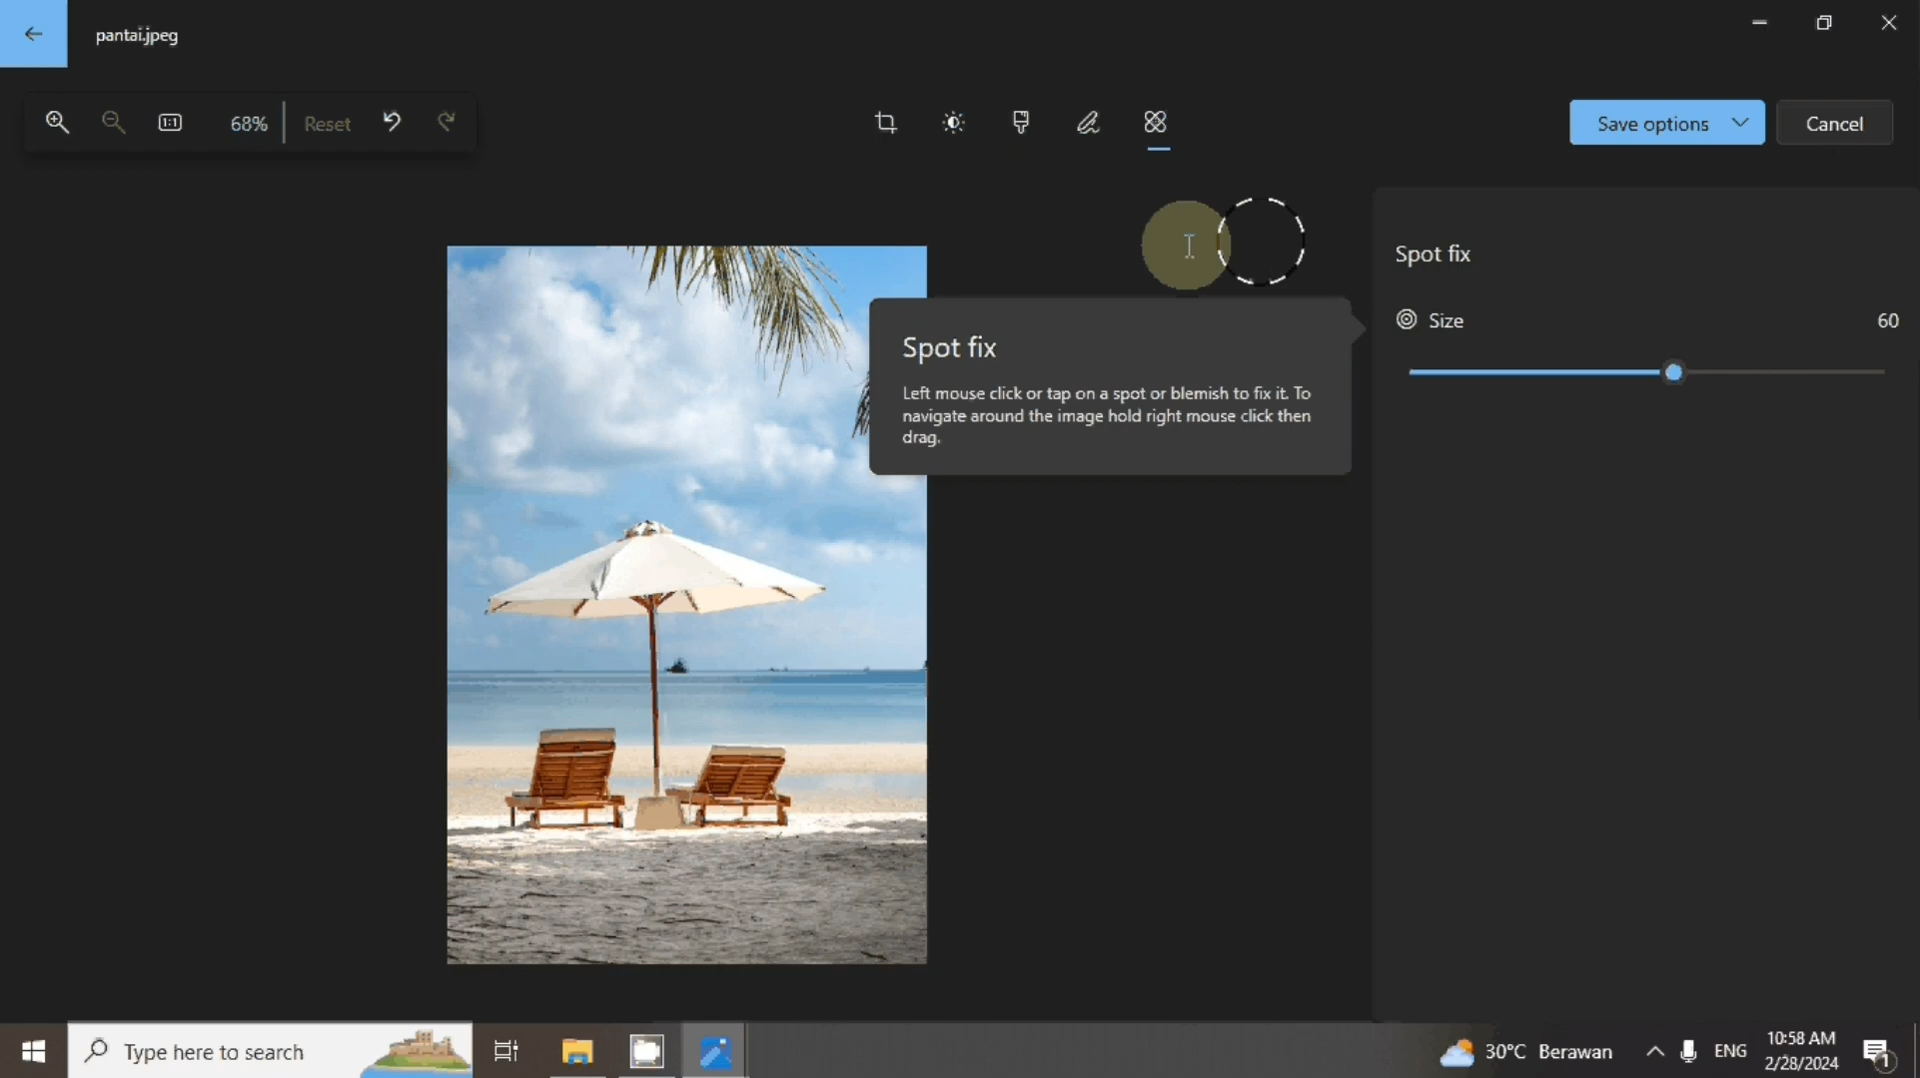 pantai.jpeg
68%
Reset
Save options
Cancel
Spot fix
Size
60
Spot fix
Left mouse click or tap on a spot or blemish to fix it. To
navigate around the image hold right mouse click then
drag.
Type here to search
30°C Berawan
ENG
10:58 AM
2/28/2024
1